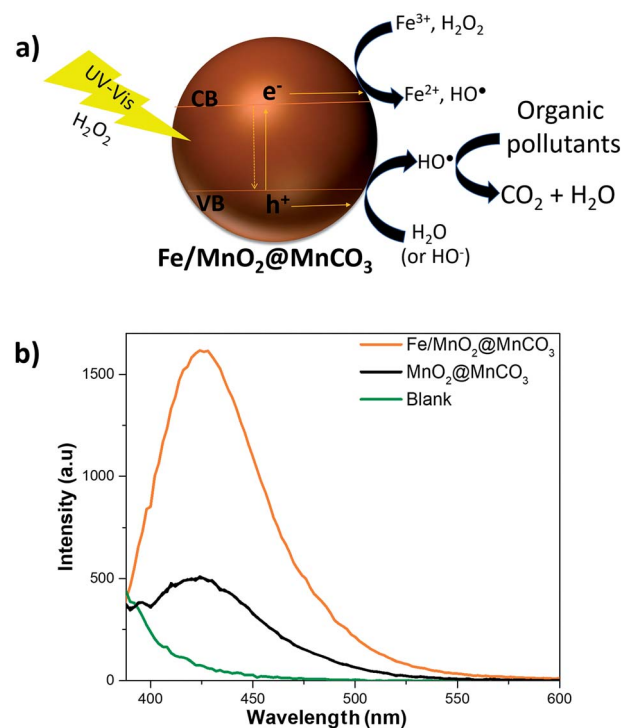 a)
UV-Vis
H₂O₂
CB
e⁻
VB
h⁺
Fe/MnO₂@MnCO₃
Fe³⁺, H₂O₂
Fe²⁺, HO•
HO•
H₂O
(or HO⁻)
Organic
pollutants
CO₂ + H₂O
b)
Fe/MnO₂@MnCO₃
MnO₂@MnCO₃
Blank
Intensity (a.u)
1500
1000
500
0
400
450
500
550
600
Wavelength (nm)